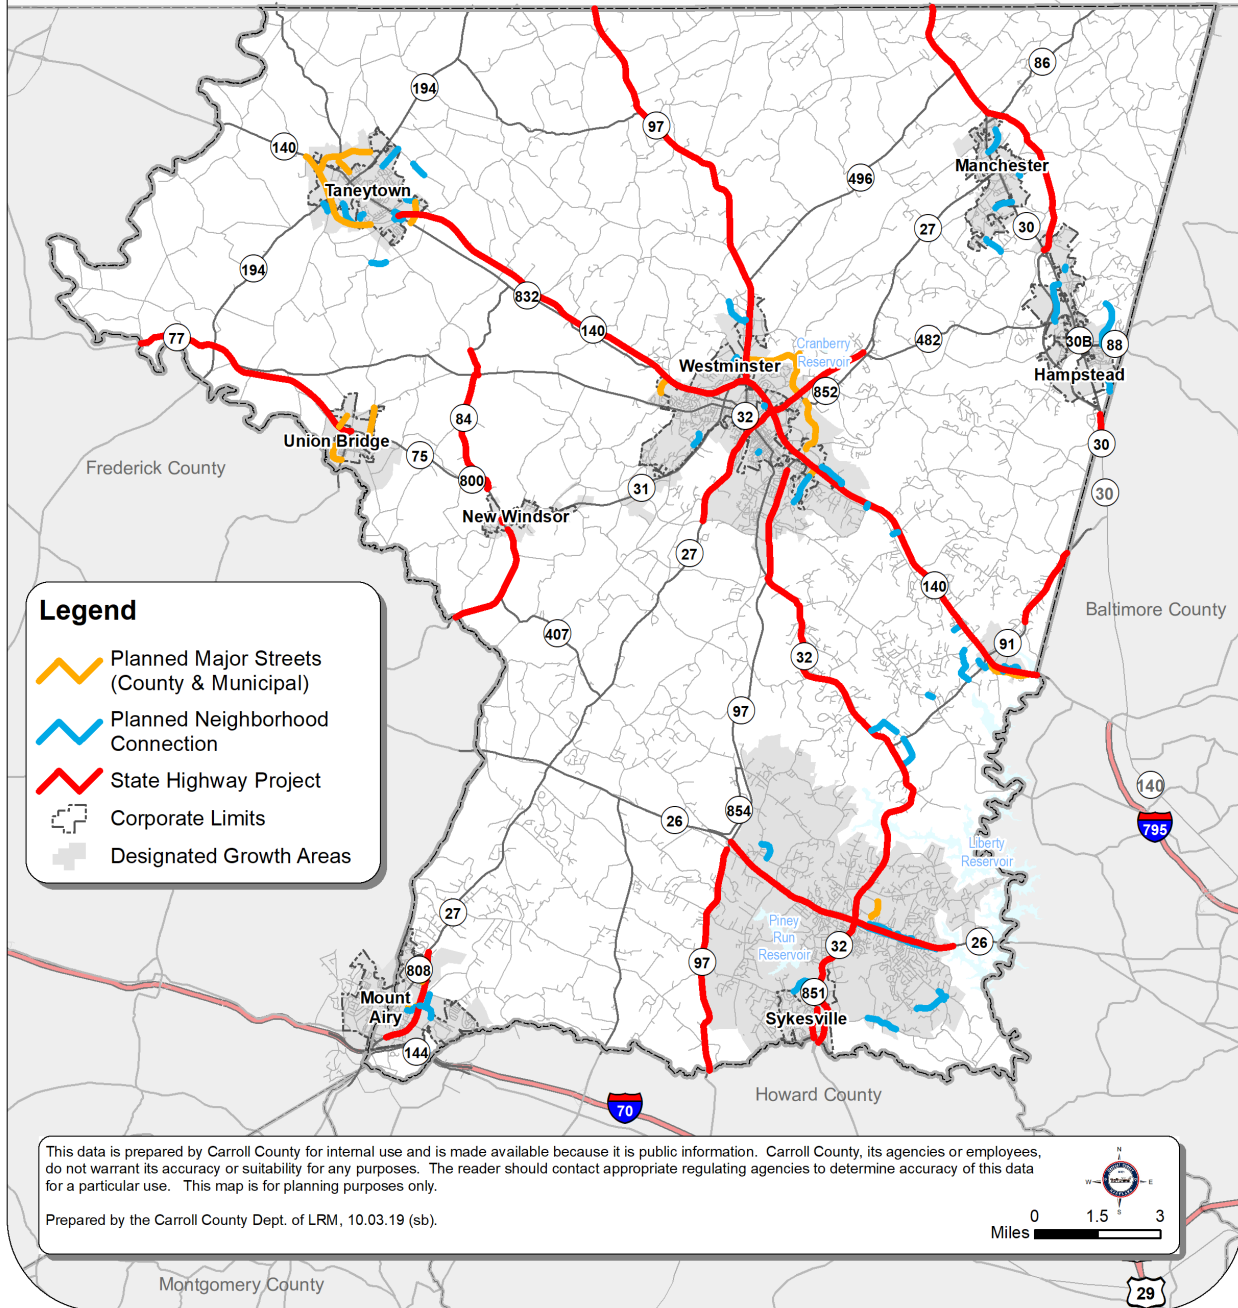 86
194
97
140
Manchester
496
Taneytown
27
30
194
832
140
77
482
30B
88
Cranberry
Reservoir
Westminster
Hampstead
852
84
32
Union Bridge
75
30
Frederick County
800
31
30
New Windsor
27
140
Legend
Planned Major Streets
(County & Municipal)
Planned Neighborhood
Connection
State Highway Project
Corporate Limits
Designated Growth Areas
Baltimore County
407
91
32
97
140
854
26
795
Liberty
Reservoir
27
Piney
Run
Reservoir
32
26
97
808
851
Mount
Airy
Sykesville
144
Howard County
70
This data is prepared by Carroll County for internal use and is made available because it is public information.  Carroll County, its agencies or employees,
do not warrant its accuracy or suitability for any purposes.  The reader should contact appropriate regulating agencies to determine accuracy of this data
for a particular use.   This map is for planning purposes only.
Prepared by the Carroll County Dept. of LRM, 10.03.19 (sb).
N
W E
S
0 1.5 3
Miles
Montgomery County
29